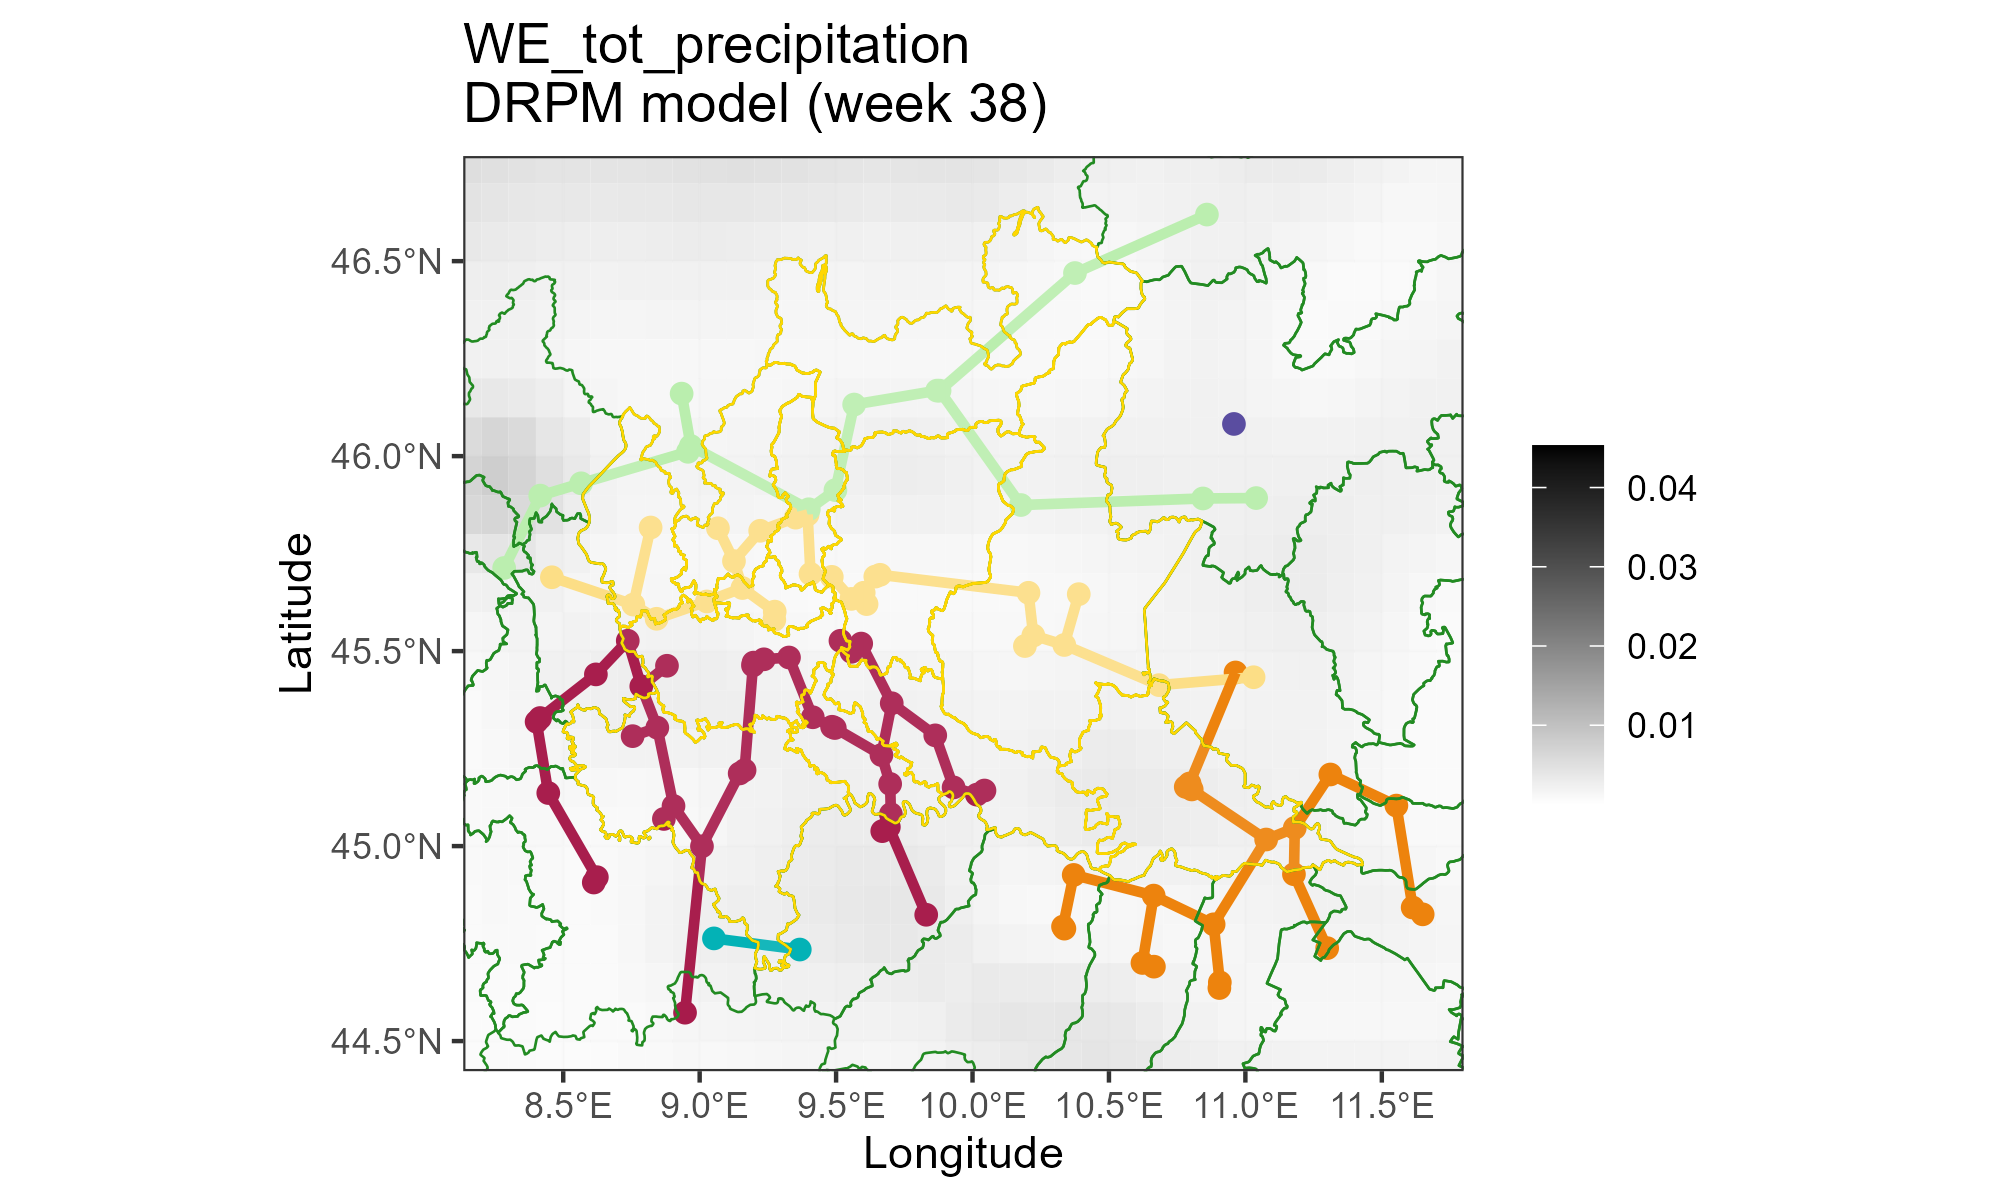 WE_tot_precipitation
DRPM model (week 38)
46.5°N
46.0°N
45.5°N
45.0°N
44.5°N
Latitude
8.5°E 9.0°E 9.5°E 10.0°E 10.5°E 11.0°E 11.5°E
Longitude
0.04
0.03
0.02
0.01